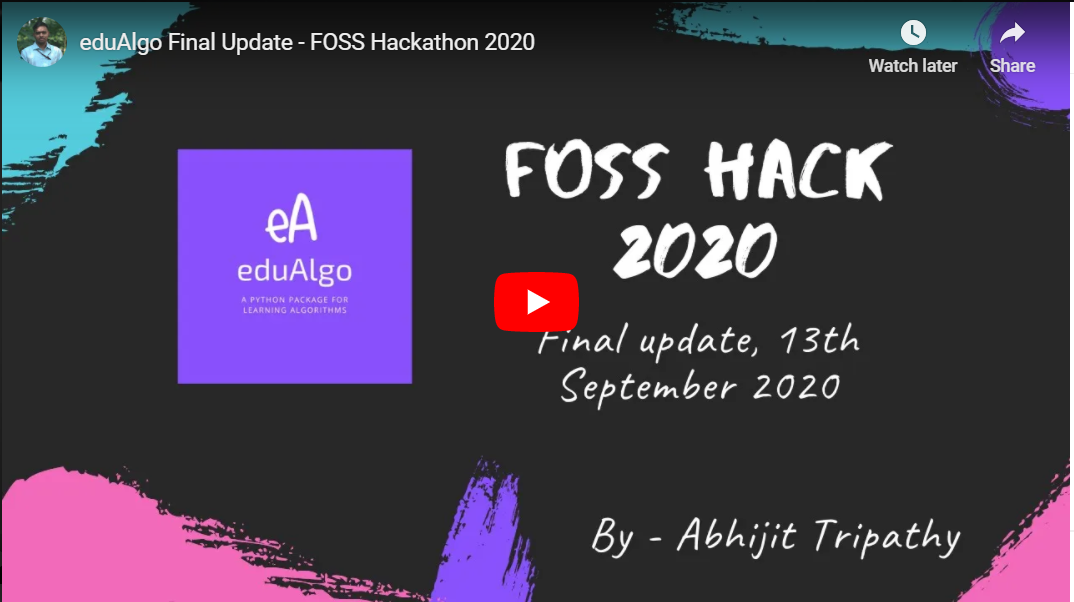 eduAlgo Final Update - FOSS Hackathon 2020
Watch later
Share
eA
eduAlgo
A PYTHON PACKAGE FOR
LEARNING ALGORITHMS
FOSS HACK
2020
Final update, 13th
September 2020
By - Abhijit Tripathy